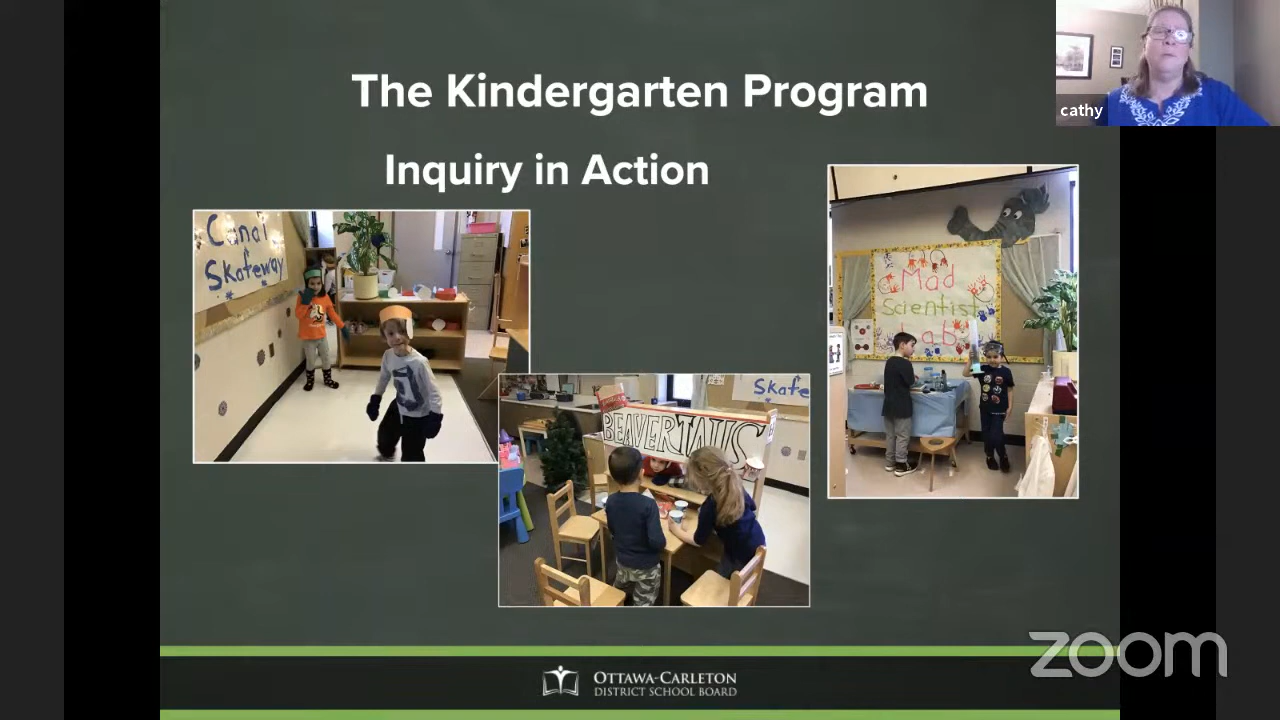 The Kindergarten Program
cathy
Inquiry in Action
Canal
Skateway
Mad
Scientist
Lab
Skate
BEAVERTAILS
H
zoom
OTTAWA-CARLETON
DISTRICT SCHOOL BOARD